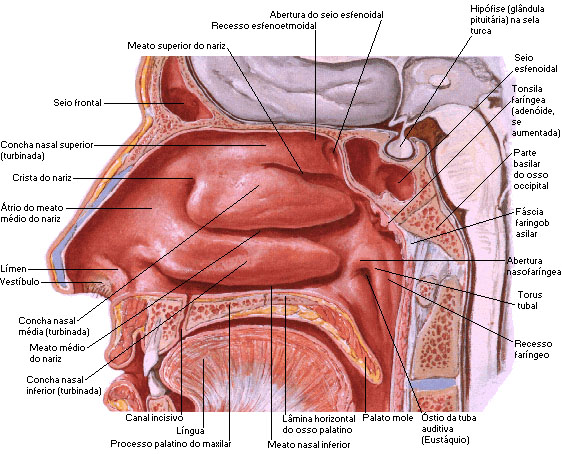 Abertura do seio esfenoidal
Recesso esfenoetmoidal
Meato superior do nariz
Hipófise (glândula
pituitária) na sela
turca
Seio
esfenoidal
Tonsila
faríngea
(adenóide,
se
aumentada)
Parte
basilar
do osso
occipital
Fáscia
faringob
asilar
Abertura
nasofaríngea
Torus
tubal
Recesso
faríngeo
Seio frontal
Concha nasal superior
(turbinada)
Crista do nariz
Átrio do meato
médio do nariz
Límen
Vestíbulo
Concha nasal
média (turbinada)
Meato médio
do nariz
Concha nasal
inferior (turbinada)
Canal incisivo
Língua
Processo palatino do maxilar
Lâmina horizontal
do osso palatino
Meato nasal inferior
Palato mole
Óstio da tuba
auditiva
(Eustáquio)